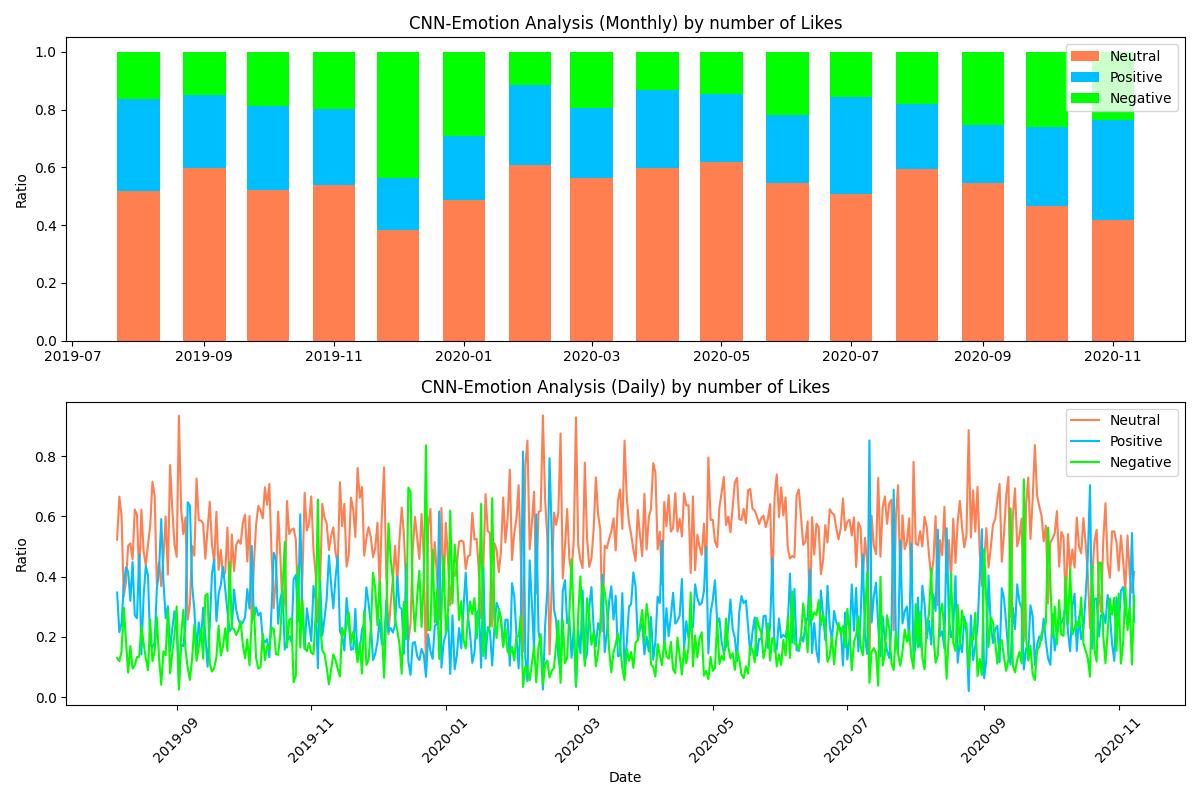 CNN-Emotion Analysis (Monthly) by number of Likes
1.0
0.8
0.6
0.4
0.2
0.0
Ratio
Neutral
Positive
Negative
2019-07 2019-09 2019-11 2020-01 2020-03 2020-05 2020-07 2020-09 2020-11
CNN-Emotion Analysis (Daily) by number of Likes
0.8
0.6
0.4
0.2
0.0
Ratio
Neutral
Positive
Negative
2019-09 2019-11 2020-01 2020-03 2020-05 2020-07 2020-09 2020-11
Date